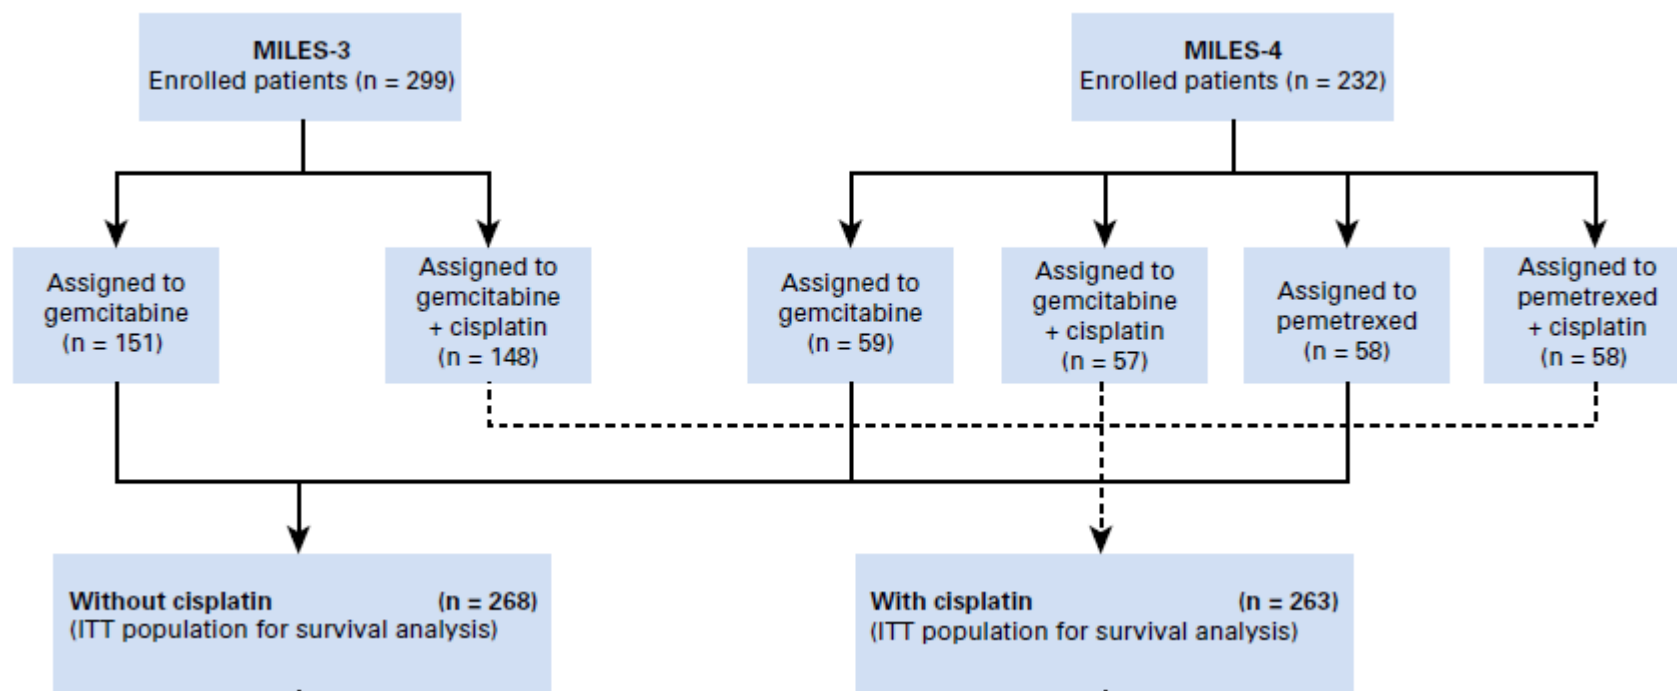 MILES-3
Enrolled patients (n = 299)
MILES-4
Enrolled patients (n = 232)
Assigned to
gemcitabine
(n = 151)
Assigned to
gemcitabine
+ cisplatin
(n = 148)
Assigned to
gemcitabine
(n = 59)
Assigned to
gemcitabine
+ cisplatin
(n = 57)
Assigned to
pemetrexed
(n = 58)
Assigned to
pemetrexed
+ cisplatin
(n = 58)
Without cisplatin (n = 268)
(ITT population for survival analysis)
With cisplatin (n = 263)
(ITT population for survival analysis)